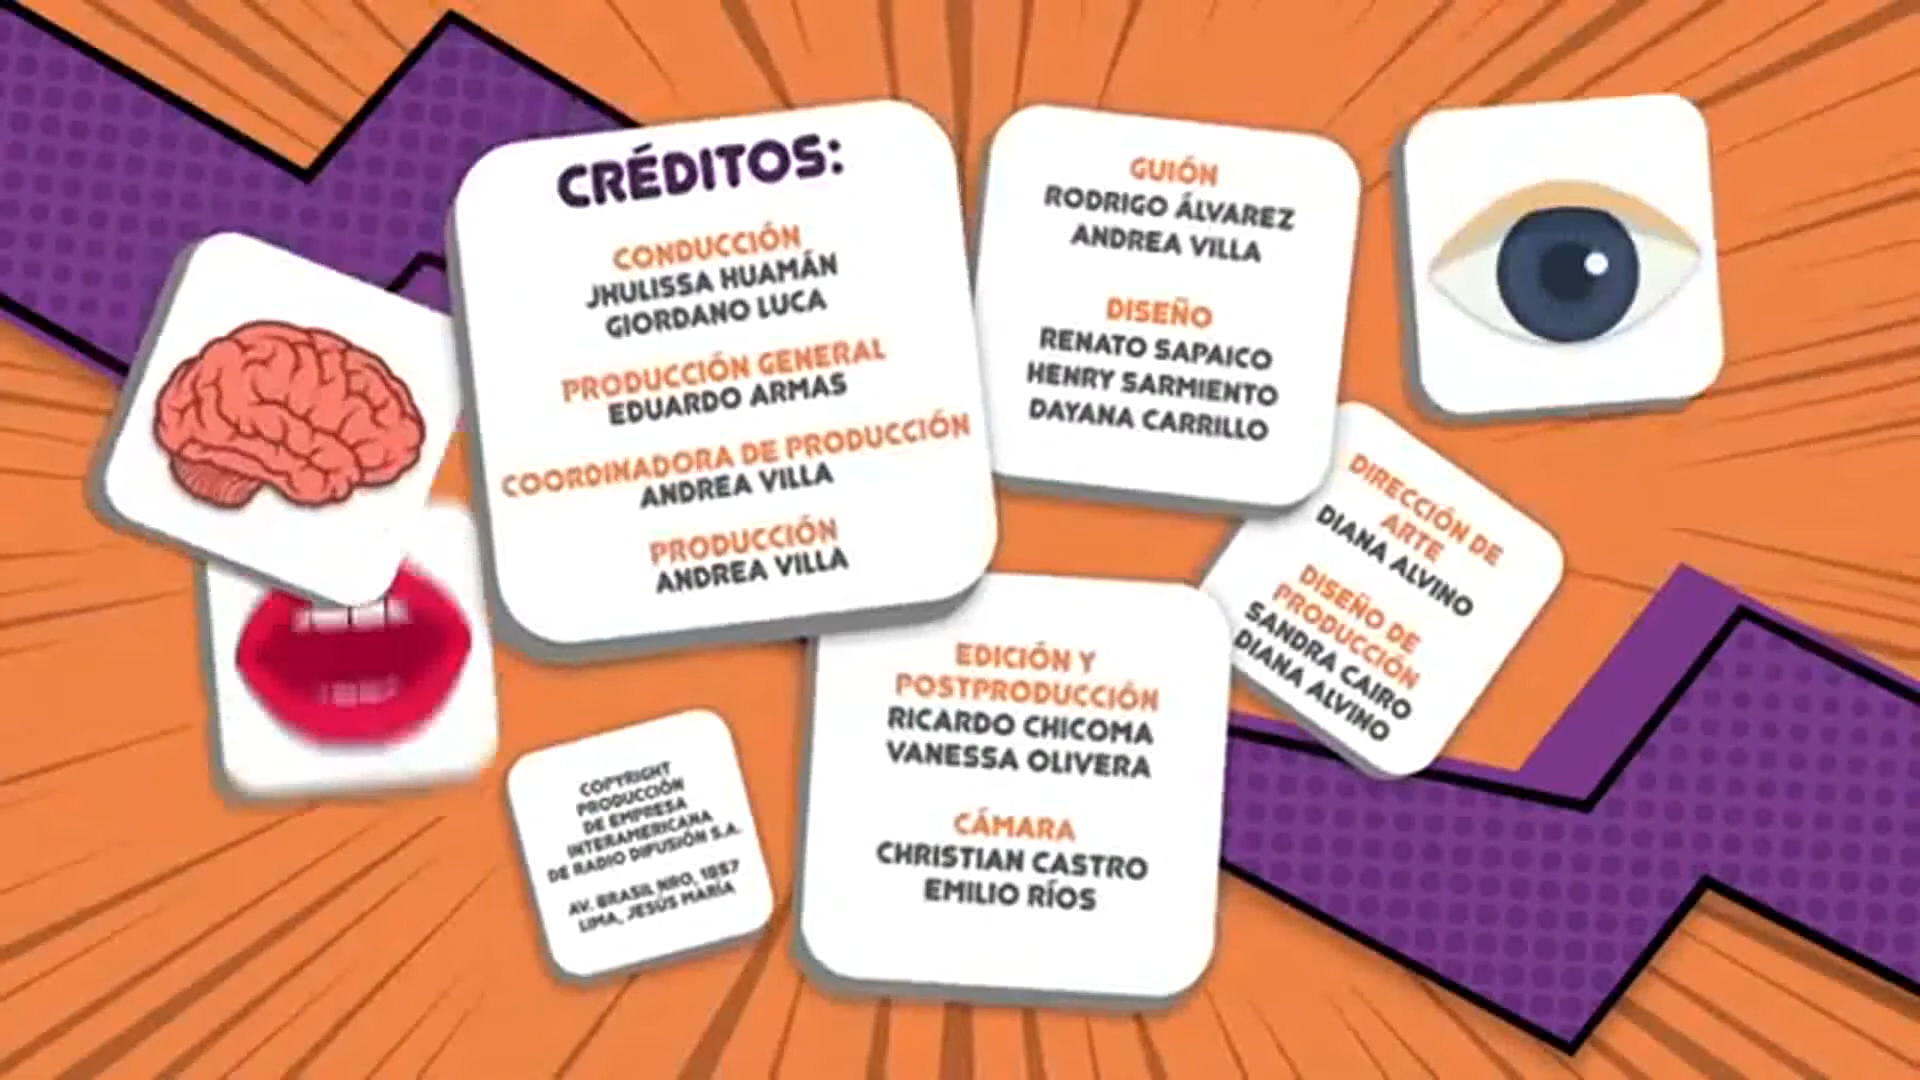 CRÉDITOS:
CONDUCCIÓN
JHULISSA HUAMÁN
GIORDANO LUCA
PRODUCCIÓN GENERAL
EDUARDO ARMAS
COORDINADORA DE PRODUCCIÓN
ANDREA VILLA
PRODUCCIÓN
ANDREA VILLA
GUIÓN
RODRIGO ÁLVAREZ
ANDREA VILLA
DISEÑO
RENATO SAPAICO
HENRY SARMIENTO
DAYANA CARRILLO
DIRECCIÓN DE
ARTE
DIANA ALVINO
DISEÑO DE
PRODUCCIÓN
SANDRA CAIRO
DIANA ALVINO
EDICIÓN Y
POSTPRODUCCIÓN
RICARDO CHICOMA
VANESSA OLIVERA
CÁMARA
CHRISTIAN CASTRO
EMILIO RÍOS
COPYRIGHT
PRODUCCIÓN
DE EMPRESA
INTERAMERICANA
DE RADIO DIFUSIÓN S.A.
AV. BRASIL NRO,
LIMA, JESÚS MARÍA